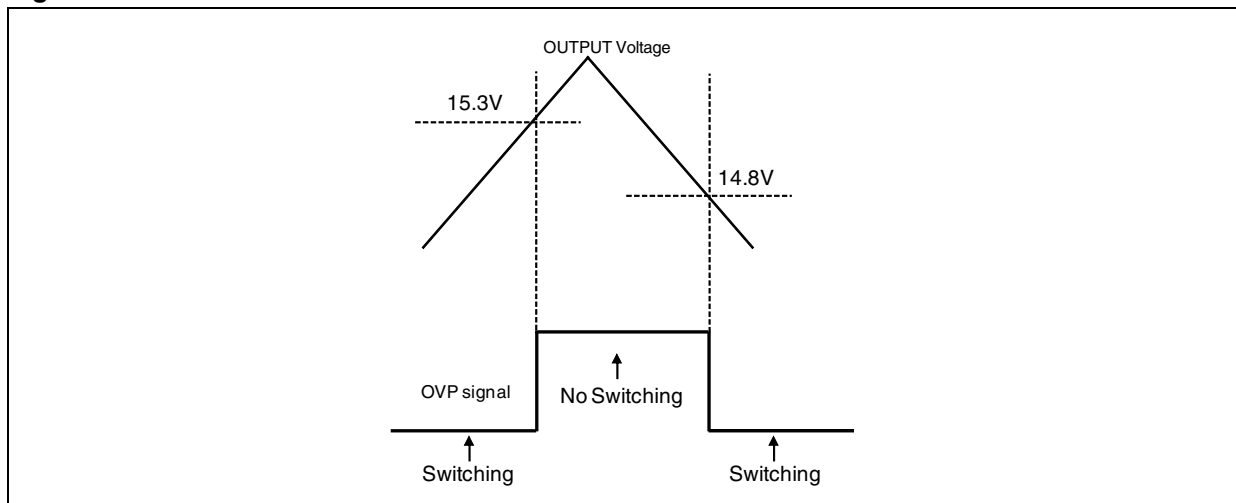 OUTPUT Voltage
15.3V
14.8V
OVP signal
No Switching
Switching
Switching